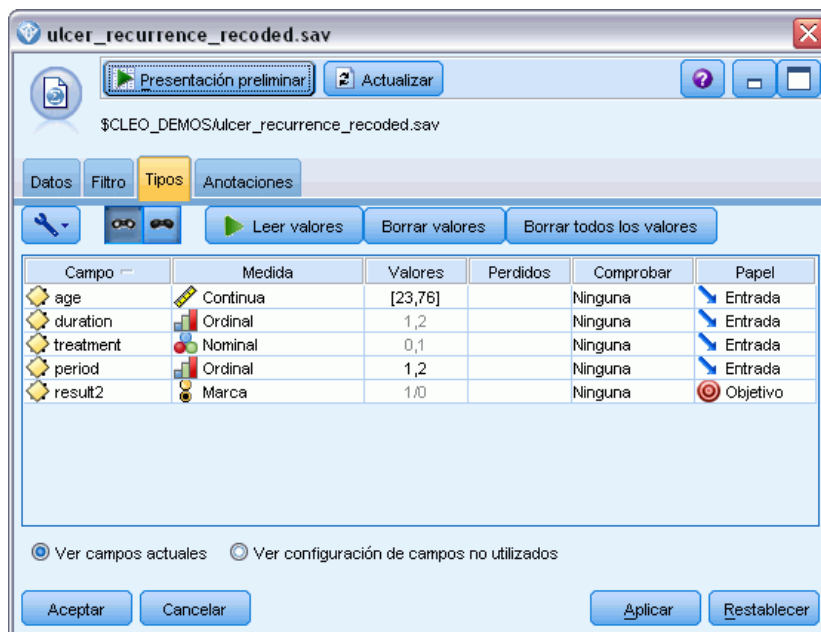 ulcer_recurrence_recoded.sav
Presentación preliminar Actualizar
$CLEO_DEMOS/ulcer_recurrence_recoded.sav
Datos Filtro Tipos Anotaciones
Leer valores Borrar valores Borrar todos los valores
Campo Medida Valores Perdidos Comprobar Papel
age Continua [23,76] Ninguna Entrada
duration Ordinal 1,2 Ninguna Entrada
treatment Nominal 0,1 Ninguna Entrada
period Ordinal 1,2 Ninguna Entrada
result2 Marca 1/0 Ninguna Objetivo
Ver campos actuales Ver configuración de campos no utilizados
Aceptar Cancelar Aplicar Restablecer